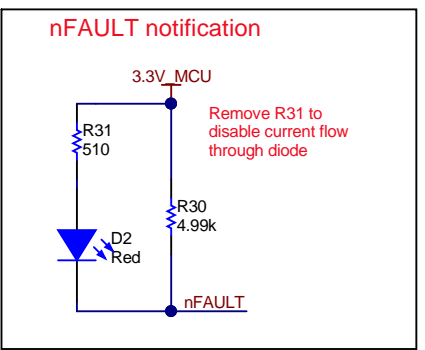 nFAULT notification
3.3V_MCU
Remove R31 to
disable current flow
through diode
R31
510
R30
4.99k
D2
Red
nFAULT